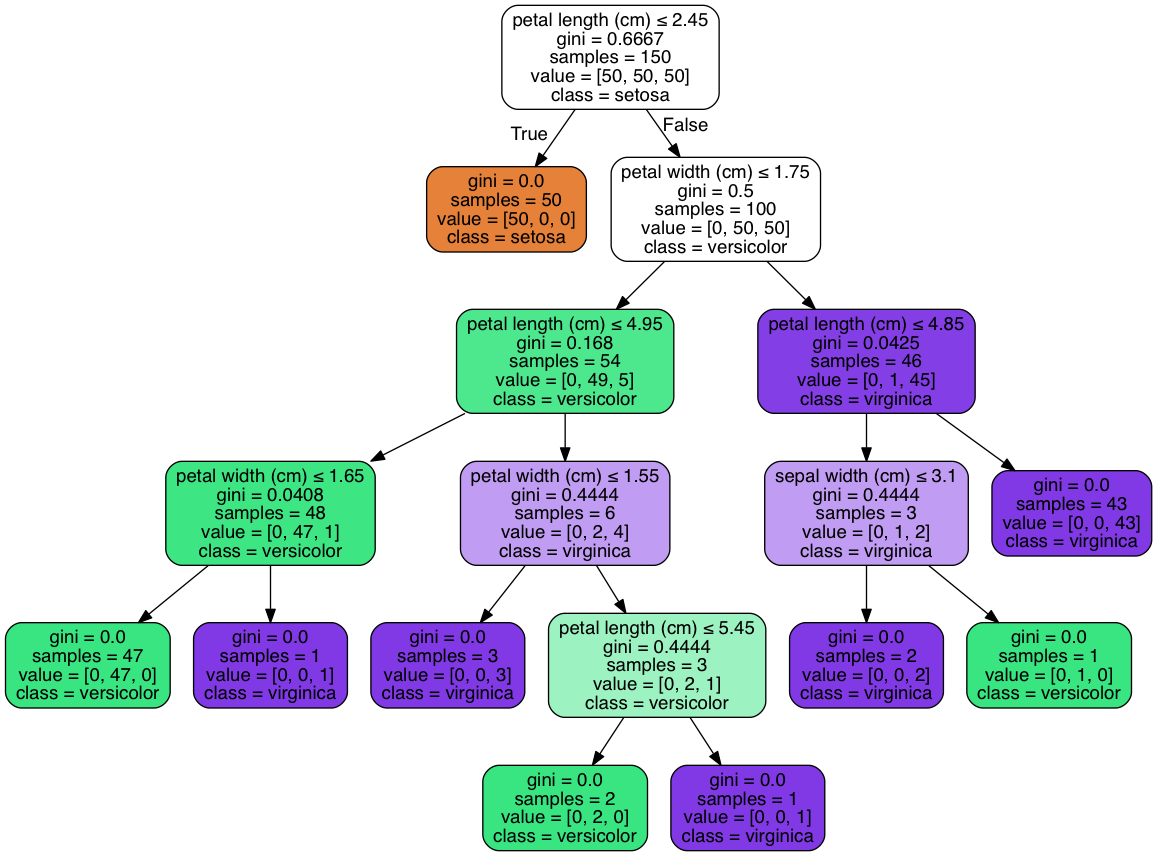 petal length (cm) ≤ 2.45
gini = 0.6667
samples = 150
value = [50, 50, 50]
class = setosa
True
False
gini = 0.0
samples = 50
value = [50, 0, 0]
class = setosa
petal width (cm) ≤ 1.75
gini = 0.5
samples = 100
value = [0, 50, 50]
class = versicolor
petal length (cm) ≤ 4.95
gini = 0.168
samples = 54
value = [0, 49, 5]
class = versicolor
petal length (cm) ≤ 4.85
gini = 0.0425
samples = 46
value = [0, 1, 45]
class = virginica
petal width (cm) ≤ 1.65
gini = 0.0408
samples = 48
value = [0, 47, 1]
class = versicolor
petal width (cm) ≤ 1.55
gini = 0.4444
samples = 6
value = [0, 2, 4]
class = virginica
sepal width (cm) ≤ 3.1
gini = 0.4444
samples = 3
value = [0, 1, 2]
class = virginica
gini = 0.0
samples = 43
value = [0, 0, 43]
class = virginica
gini = 0.0
samples = 47
value = [0, 47, 0]
class = versicolor
gini = 0.0
samples = 1
value = [0, 0, 1]
class = virginica
gini = 0.0
samples = 3
value = [0, 0, 3]
class = virginica
petal length (cm) ≤ 5.45
gini = 0.4444
samples = 3
value = [0, 2, 1]
class = versicolor
gini = 0.0
samples = 2
value = [0, 0, 2]
class = virginica
gini = 0.0
samples = 1
value = [0, 1, 0]
class = versicolor
gini = 0.0
samples = 2
value = [0, 2, 0]
class = versicolor
gini = 0.0
samples = 1
value = [0, 0, 1]
class = virginica